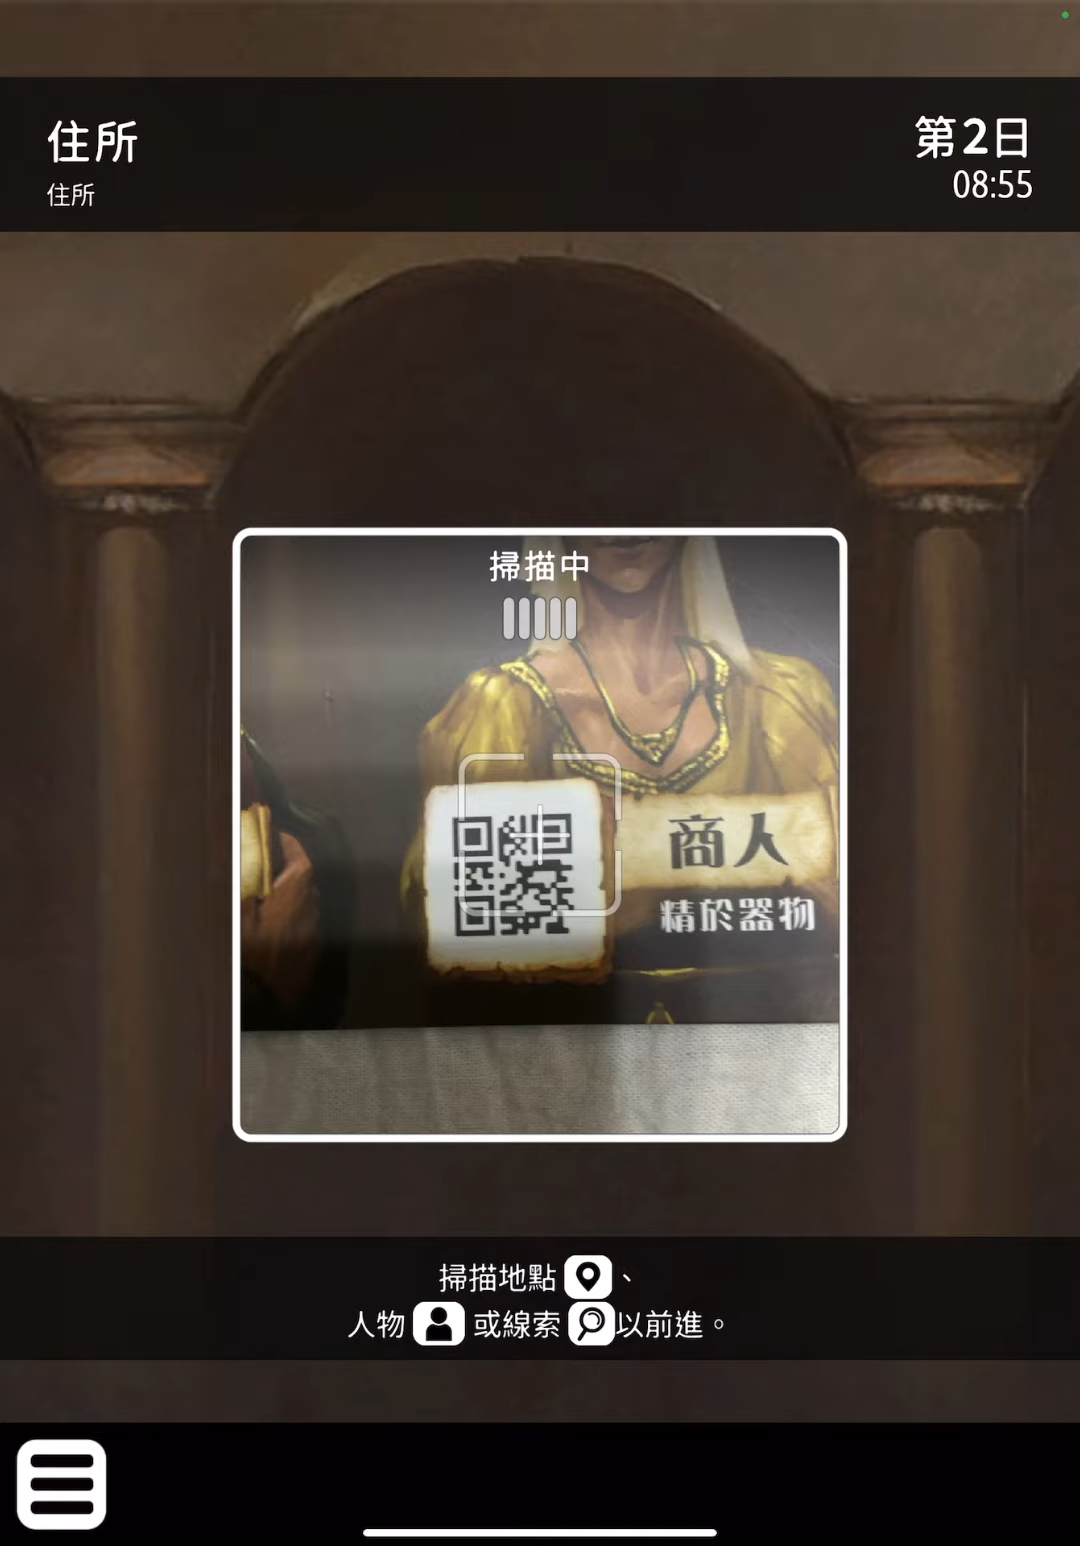 住所
住所
第2日
08:55
掃描中
商人
精於器物
掃描地點、
人物 或線索 以前進。